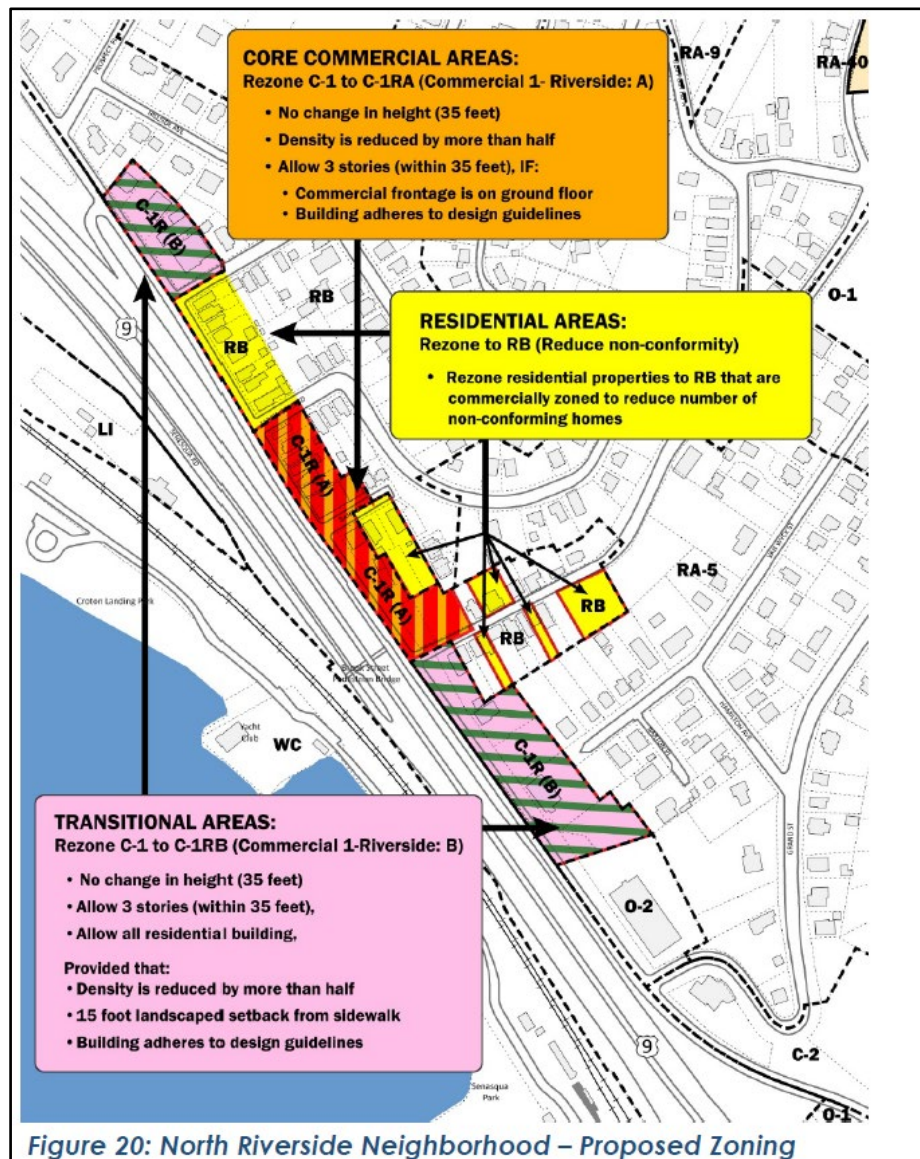 CORE COMMERCIAL AREAS:
Rezone C-1 to C-1RA (Commercial 1- Riverside: A)
• No change in height (35 feet)
• Density is reduced by more than half
• Allow 3 stories (within 35 feet), IF:
• Commercial frontage is on ground floor
• Building adheres to design guidelines
RA-9
RA-40
C-1R (B)
RB
O-1
9
RB
RESIDENTIAL AREAS:
Rezone to RB (Reduce non-conformity)
• Rezone residential properties to RB that are
commercially zoned to reduce number of
non-conforming homes
LI
C-1R (A)
C-1R (A)
RA-5
RB
RB
Croton Landing Park
Pedestrian Bridge
Yacht
Club
WC
HAMILTON AVE
C-1R (B)
GRAND ST
TRANSITIONAL AREAS:
Rezone C-1 to C-1RB (Commercial 1-Riverside: B)
• No change in height (35 feet)
• Allow 3 stories (within 35 feet),
• Allow all residential building,
Provided that:
• Density is reduced by more than half
• 15 foot landscaped setback from sidewalk
• Building adheres to design guidelines
O-2
9
C-2
Senasqua
Park
O-1
Figure 20: North Riverside Neighborhood – Proposed Zoning